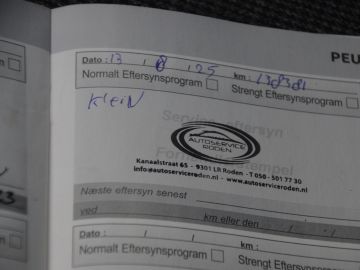 PEU
Dato : 13 / 8 / 25 km : 138381
Normalt Eftersynsprogram Strengt Eftersynsprogram
Klein
Service eftersyn
AUTOSERVICE
RODEN
Kanaalstraat 65 - 9301 LR Roden - T 050 - 501 77 30
info@autoserviceroden.nl - www.autoserviceroden.nl
Næste eftersyn senest
ved km eller den / /
Dato : / / km :
Normalt Eftersynsprogram Strengt Eftersynsprogram